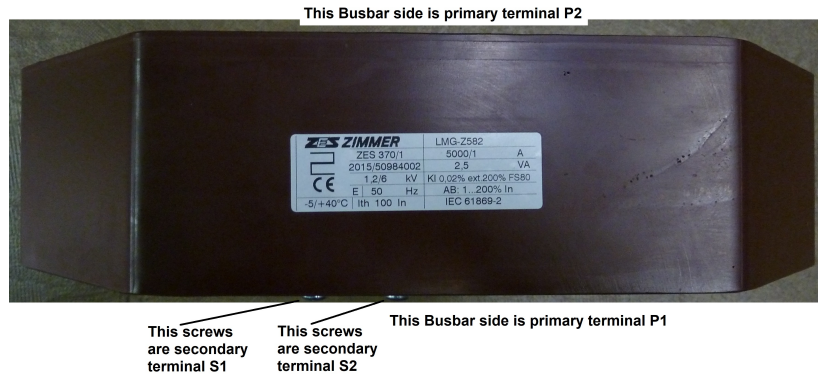 This Busbar side is primary terminal P2
ZES ZIMMER LMG-Z582
ZES 370/1 5000/1 A
2015/50984002 2,5 VA
1,2/6 kV KI 0,02% ext.200% FS80
CE E 50 Hz AB: 1...200% In
-5/+40°C Ith 100 In IEC 61869-2
This Busbar side is primary terminal P1
This screws
are secondary
terminal S1
This screws
are secondary
terminal S2